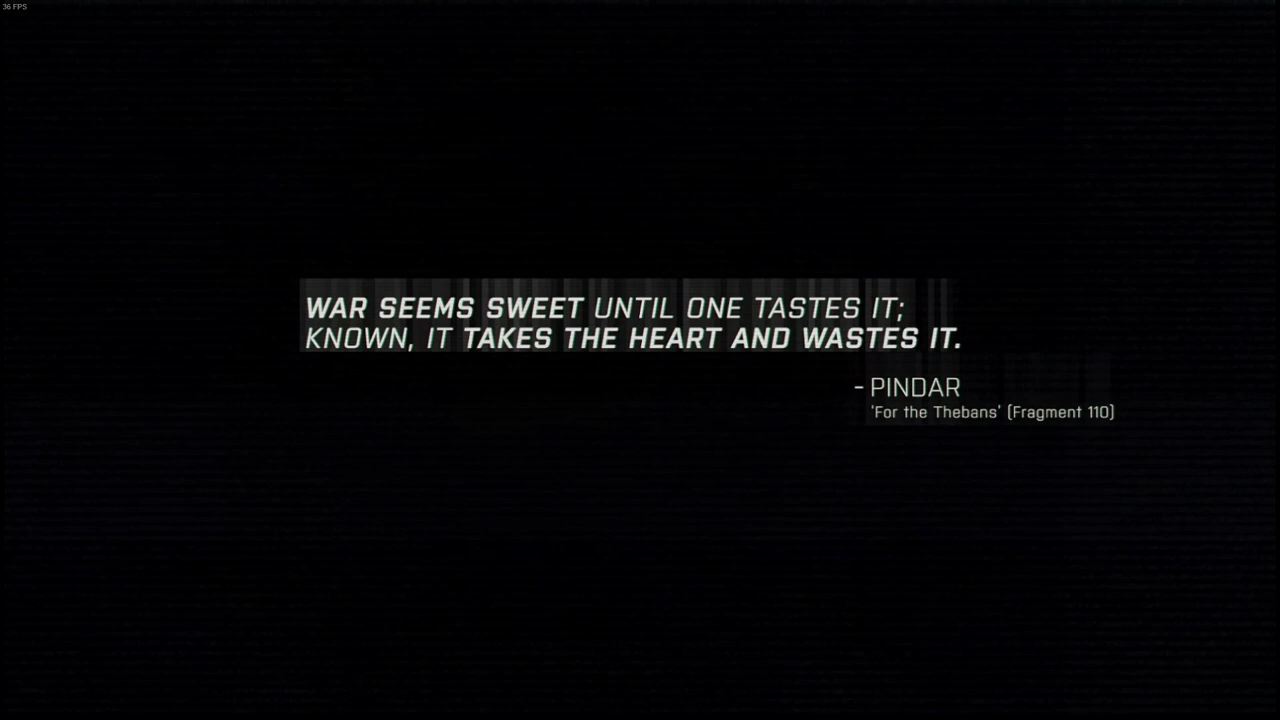 36 FPS
WAR SEEMS SWEET UNTIL ONE TASTES IT;
KNOWN, IT TAKES THE HEART AND WASTES IT.
- PINDAR
'For the Thebans' (Fragment 110)